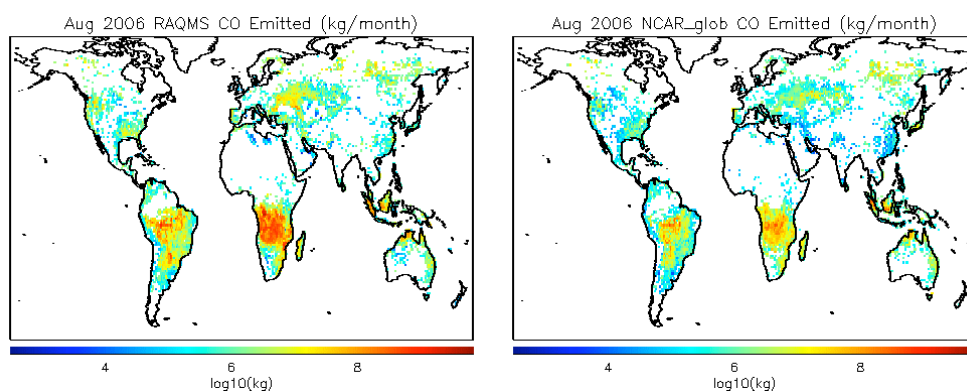 Aug 2006 RAQMS CO Emitted (kg/month)
Aug 2006 NCAR_glob CO Emitted (kg/month)
4 6 8
log10(kg)
4 6 8
log10(kg)